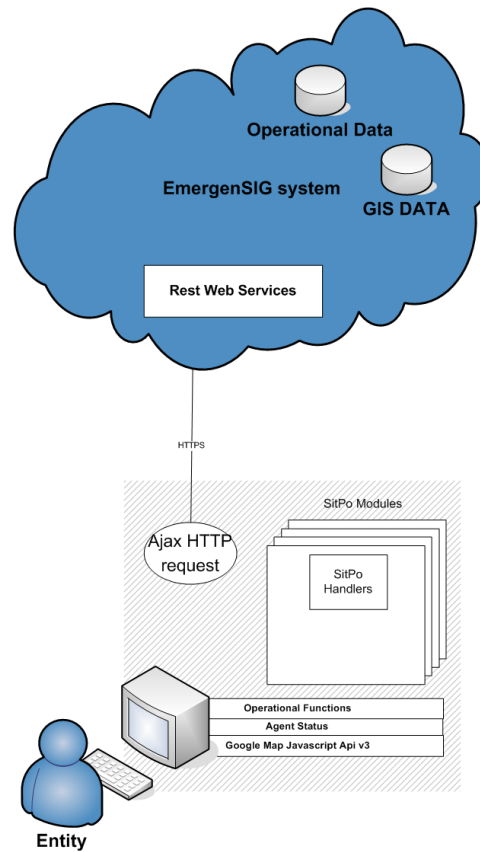 Operational Data
EmergenSIG system
GIS DATA
Rest Web Services
HTTPS
SitPo Modules
Ajax HTTP
request
SitPo
Handlers
Operational Functions
Agent Status
Google Map Javascript Api v3
Entity